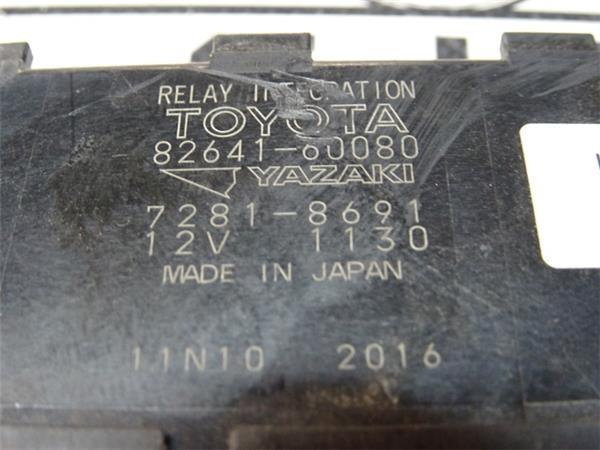 RELAY INTEGRATION
TOYOTA
82641-60080
YAZAKI
7281-8691
12V 1130
MADE IN JAPAN
11N10 2016